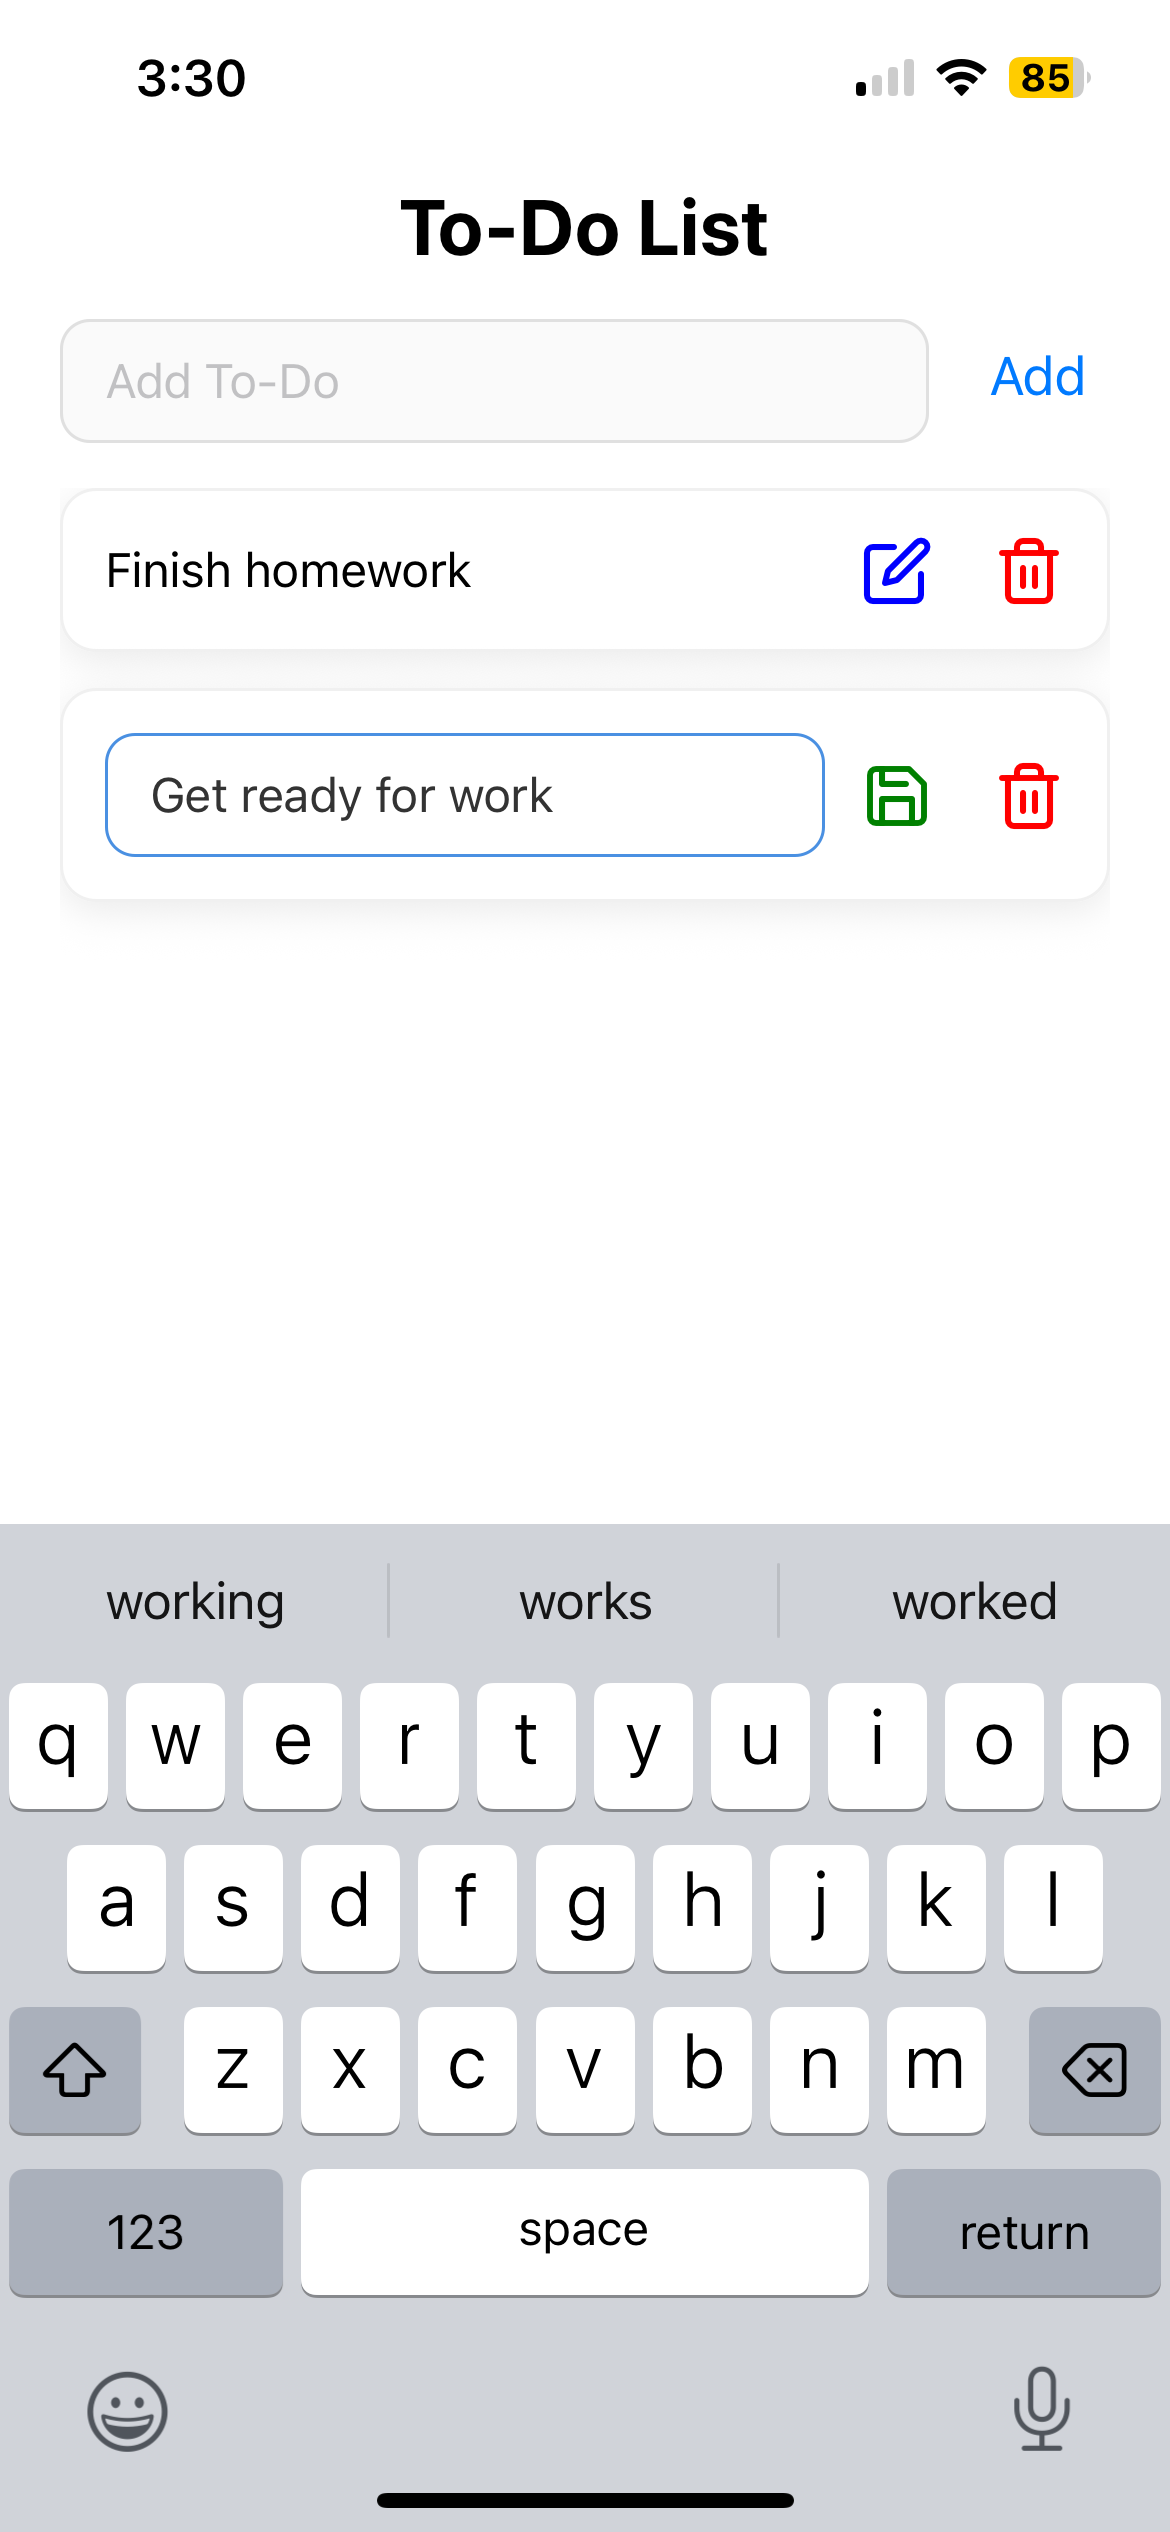 3:30
85
To-Do List
Add To-Do
Add
Finish homework
Get ready for work
working works worked
q w e r t y u i o p
a s d f g h j k l
z x c v b n m
123 space return